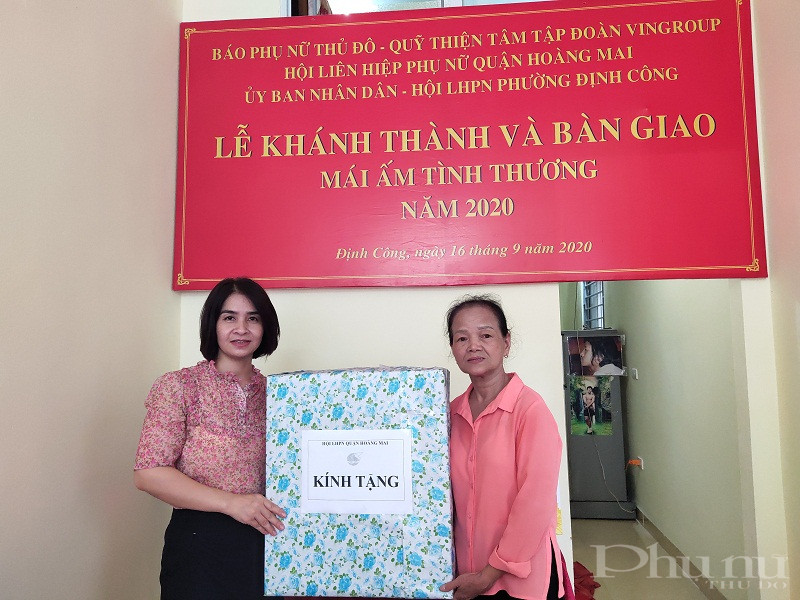 BÁO PHỤ NỮ THỦ ĐÔ - QUỸ THIỆN TÂM TẬP ĐOÀN VINGROUP
HỘI LIÊN HIỆP PHỤ NỮ QUẬN HOÀNG MAI
ỦY BAN NHÂN DÂN - HỘI LHPN PHƯỜNG ĐỊNH CÔNG
LỄ KHÁNH THÀNH VÀ BÀN GIAO
MÁI ẤM TÌNH THƯƠNG
NĂM 2020
Định Công, ngày 16 tháng 9 năm 2020
HỘI LHPN QUẬN HOÀNG MAI
KÍNH TẶNG
Phụ nữ
THỦ ĐÔ